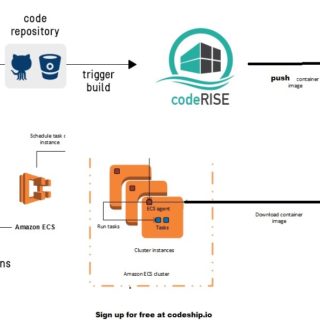 code
repository
trigger
build
codeRISE
push container
image
Schedule task o
instance
Amazon ECS
ECS agent
Run tasks
Tasks
Download container
image
Cluster instances
Amazon ECS cluster
ns
Sign up for free at codeship.io